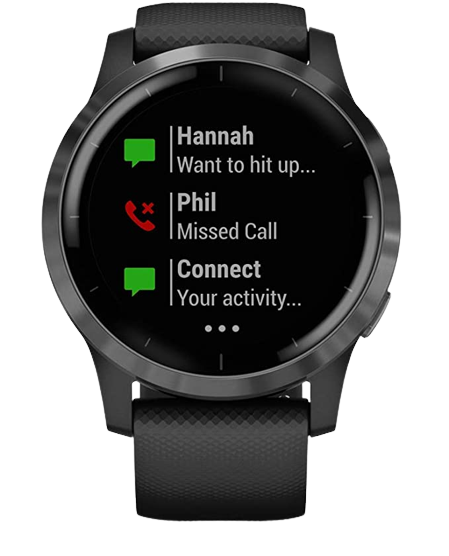 Hannah
Want to hit up...
Phil
Missed Call
Connect
Your activity...